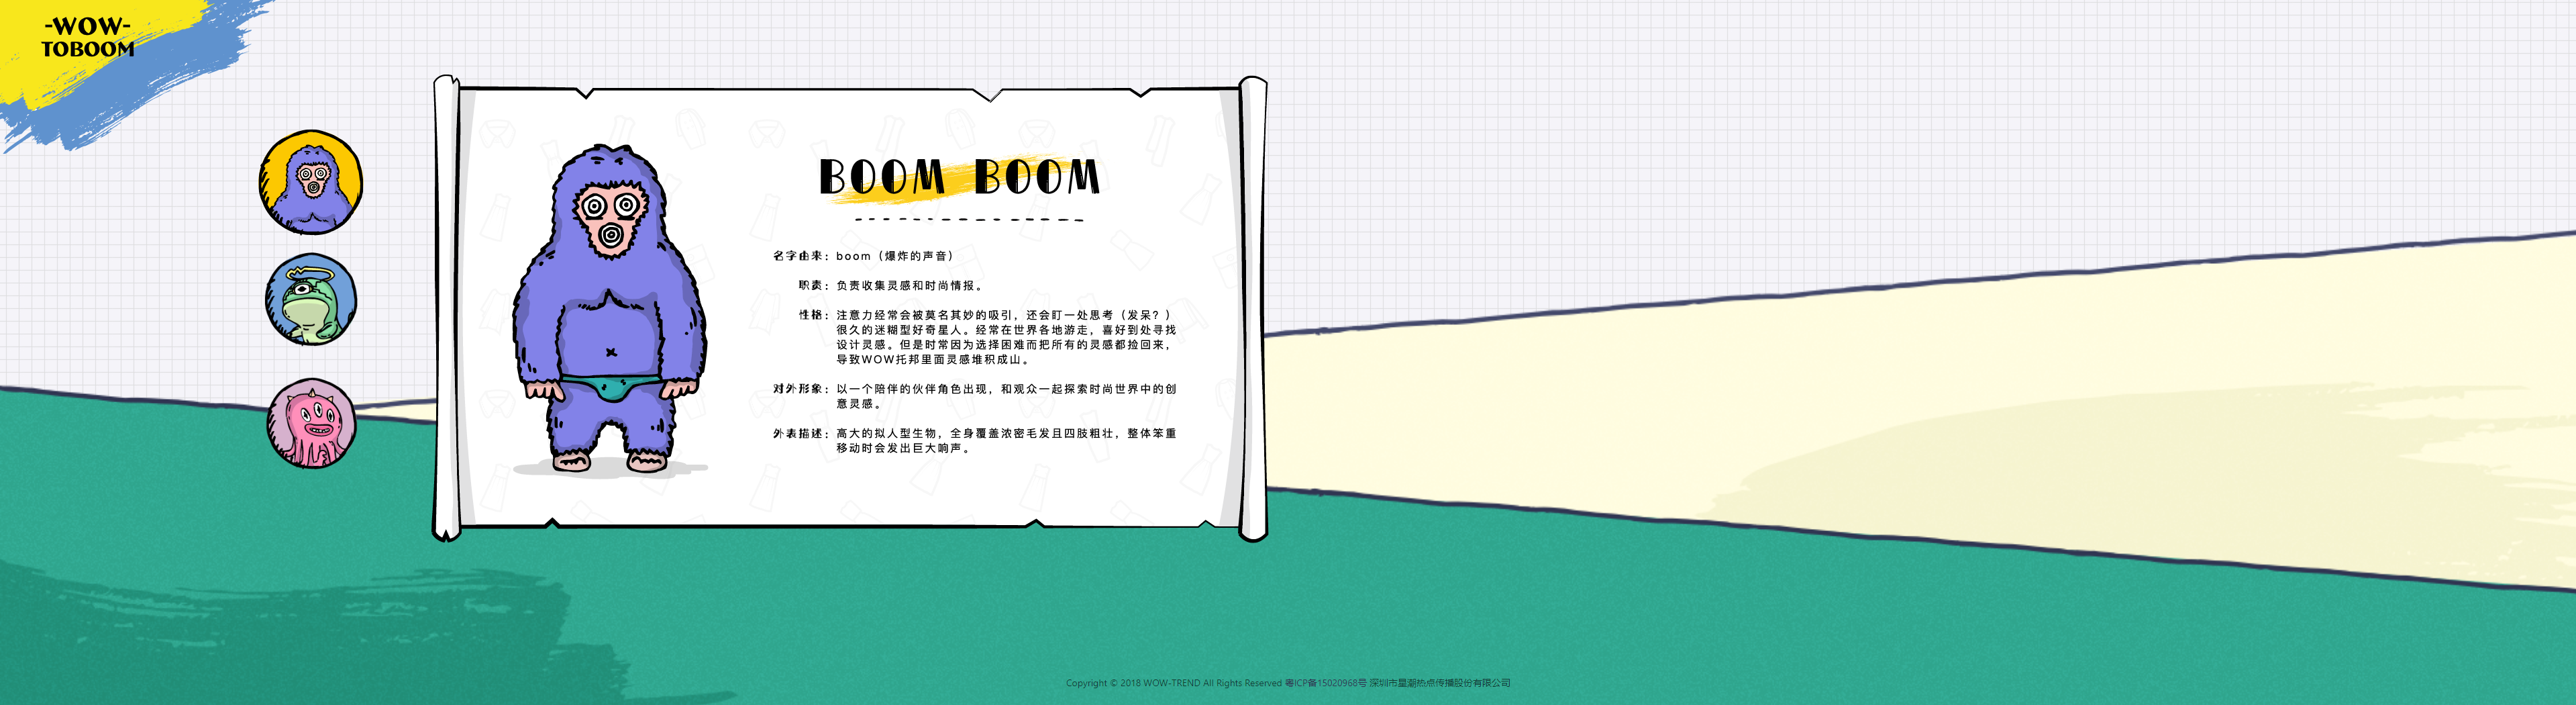 -WOW-
TOBOOM
BOOM BOOM
名字由来：boom（爆炸的声音）
职责：负责收集灵感和时尚情报。
性格：注意力经常会被莫名其妙的吸引，还会盯一处思考（发呆？）
很久的迷糊型好奇星人。经常在世界各地游走，喜好到处寻找
设计灵感。但是时常因为选择困难而把所有的灵感都捡回来，
导致WOW托邦里面灵感堆积成山。
对外形象：以一个陪伴的伙伴角色出现，和观众一起探索时尚世界中的创
意灵感。
外表描述：高大的拟人型生物，全身覆盖浓密毛发且四肢粗壮，整体笨重
移动时会发出巨大响声。
Copyright © 2018 WOW-TREND All Rights Reserved 粤ICP备15020968号 深圳市量潮热点传播股份有限公司